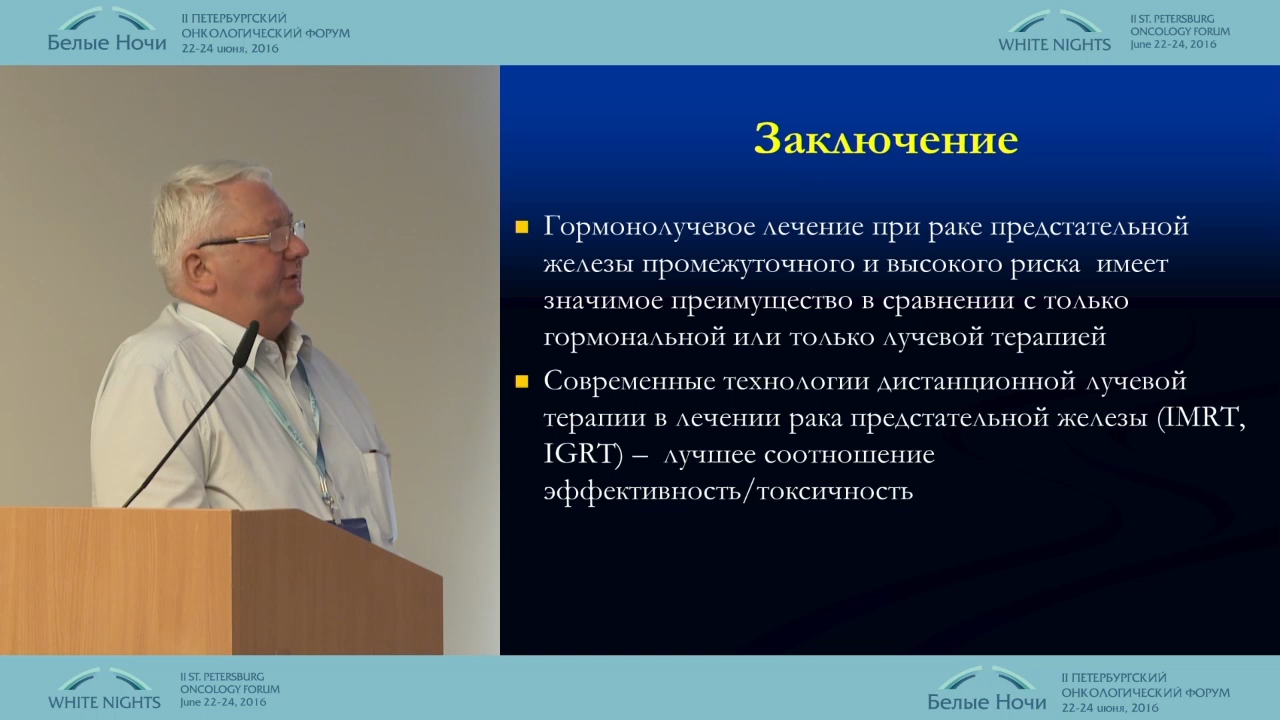 Белые Ночи
II ПЕТЕРБУРГСКИЙ
ОНКОЛОГИЧЕСКИЙ ФОРУМ
22-24 июня, 2016
WHITE NIGHTS
II ST. PETERSBURG
ONCOLOGY FORUM
June 22-24, 2016
Заключение
Гормонолучевое лечение при раке предстательной
железы промежуточного и высокого риска имеет
значимое преимущество в сравнении с только
гормональной или только лучевой терапией
Современные технологии дистанционной лучевой
терапии в лечении рака предстательной железы (IMRT,
IGRT) – лучшее соотношение
эффективность/токсичность
WHITE NIGHTS
II ST. PETERSBURG
ONCOLOGY FORUM
June 22-24, 2016
Белые Ночи
II ПЕТЕРБУРГСКИЙ
ОНКОЛОГИЧЕСКИЙ ФОРУМ
22-24 июня, 2016